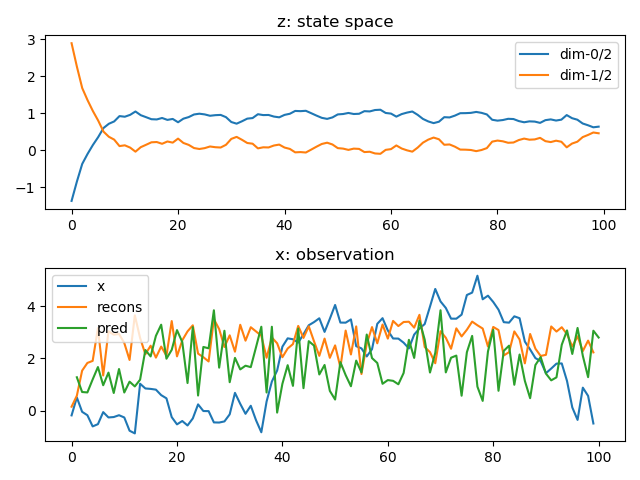 z: state space
3
2
1
0
−1
dim-0/2
dim-1/2
0 20 40 60 80 100
x: observation
4
2
0
x
recons
pred
0 20 40 60 80 100